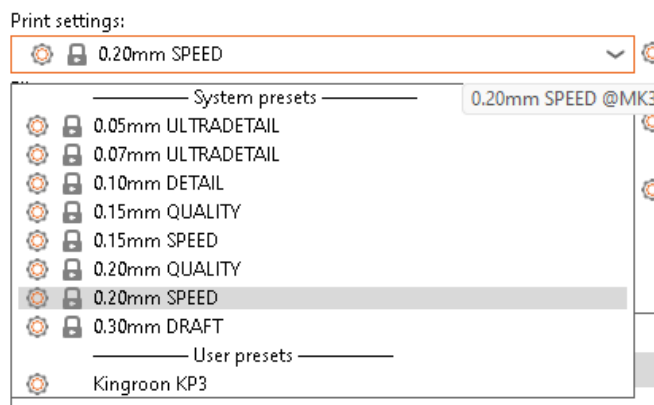 Print settings:
0.20mm SPEED
System presets
0.20mm SPEED @MK3
0.05mm ULTRADETAIL
0.07mm ULTRADETAIL
0.10mm DETAIL
0.15mm QUALITY
0.15mm SPEED
0.20mm QUALITY
0.20mm SPEED
0.30mm DRAFT
User presets
Kingroon KP3